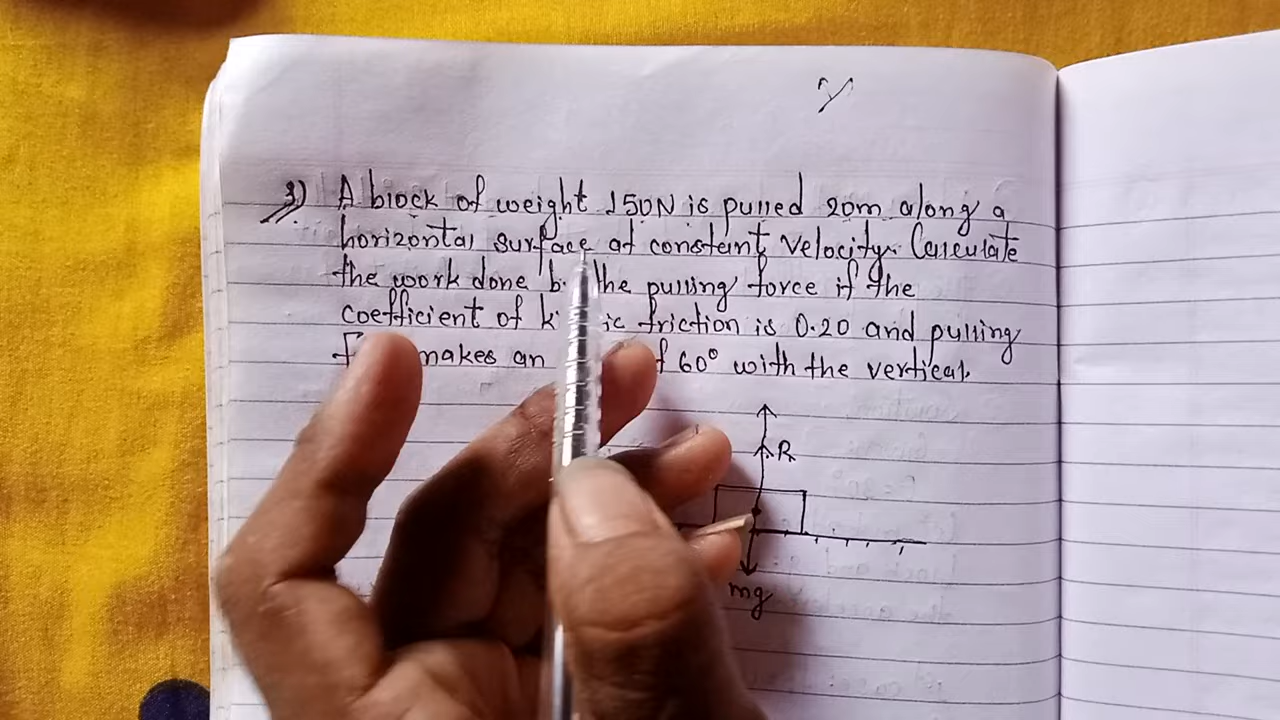 3) A block of weight 150N is pulled 20m along a
horizontal surface at constant velocity. Calculate
the work done the pulling force if the
coefficient of friction is 0.20 and pulling
makes an 60° with the vertical.
R
mg